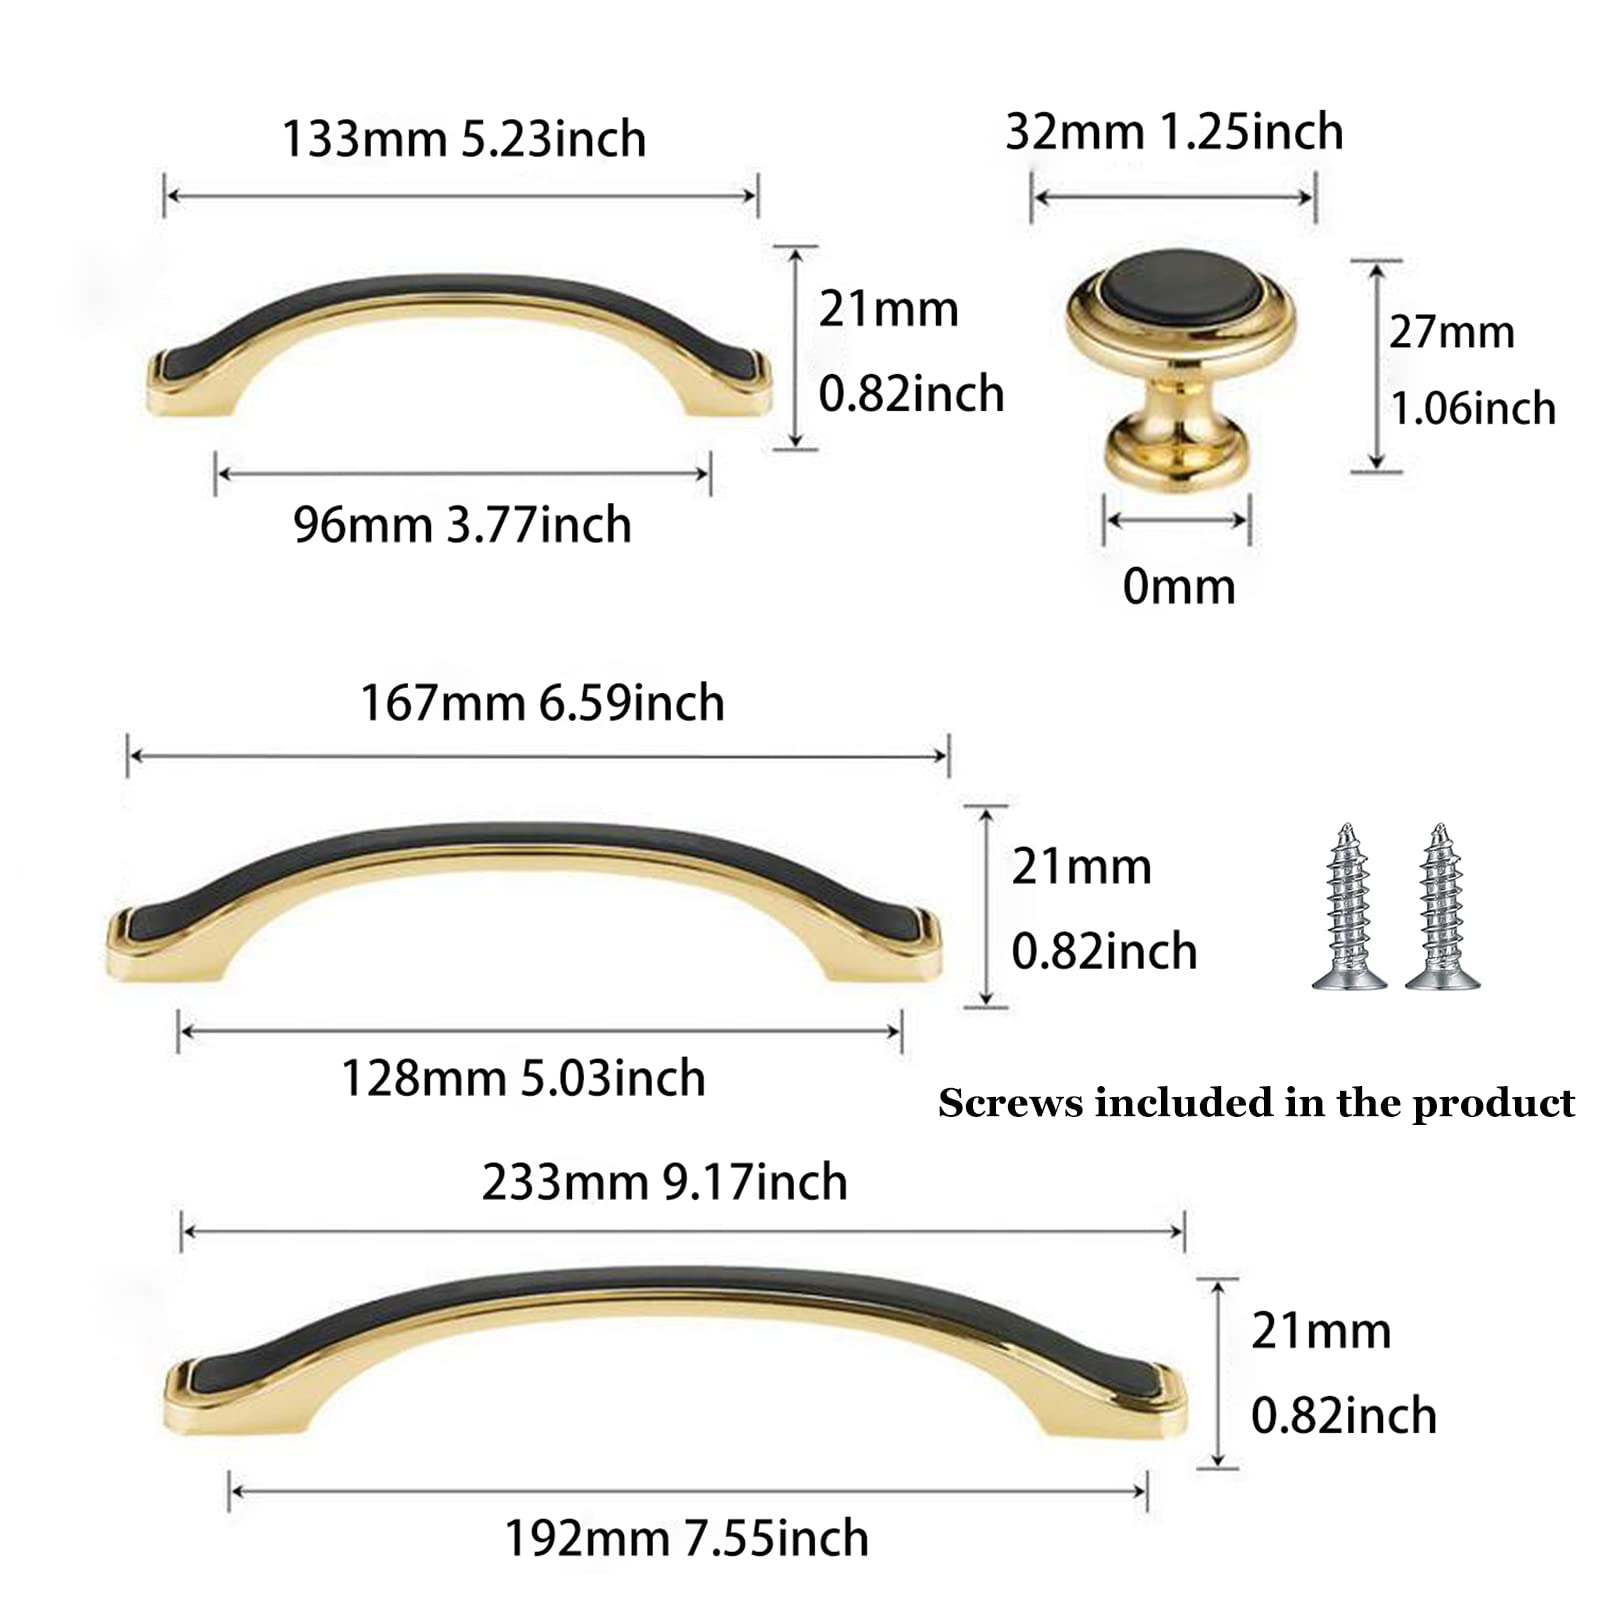 133mm 5.23inch
32mm 1.25inch
21mm
0.82inch
27mm
1.06inch
96mm 3.77inch
0mm
167mm 6.59inch
21mm
0.82inch
128mm 5.03inch
Screws included in the product
233mm 9.17inch
21mm
0.82inch
192mm 7.55inch